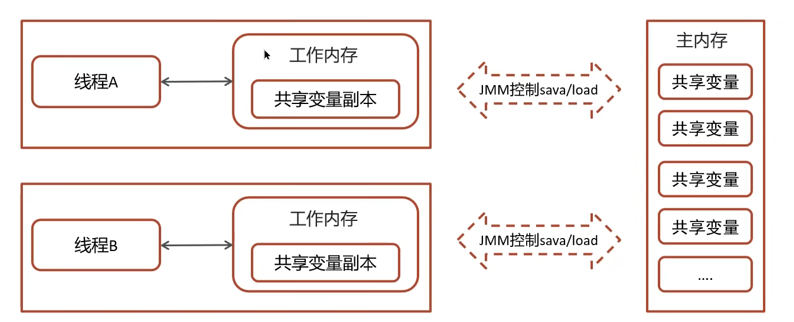 线程A
工作内存
共享变量副本
JMM控制sava/load
线程B
工作内存
共享变量副本
JMM控制sava/load
主内存
共享变量
共享变量
共享变量
共享变量
....